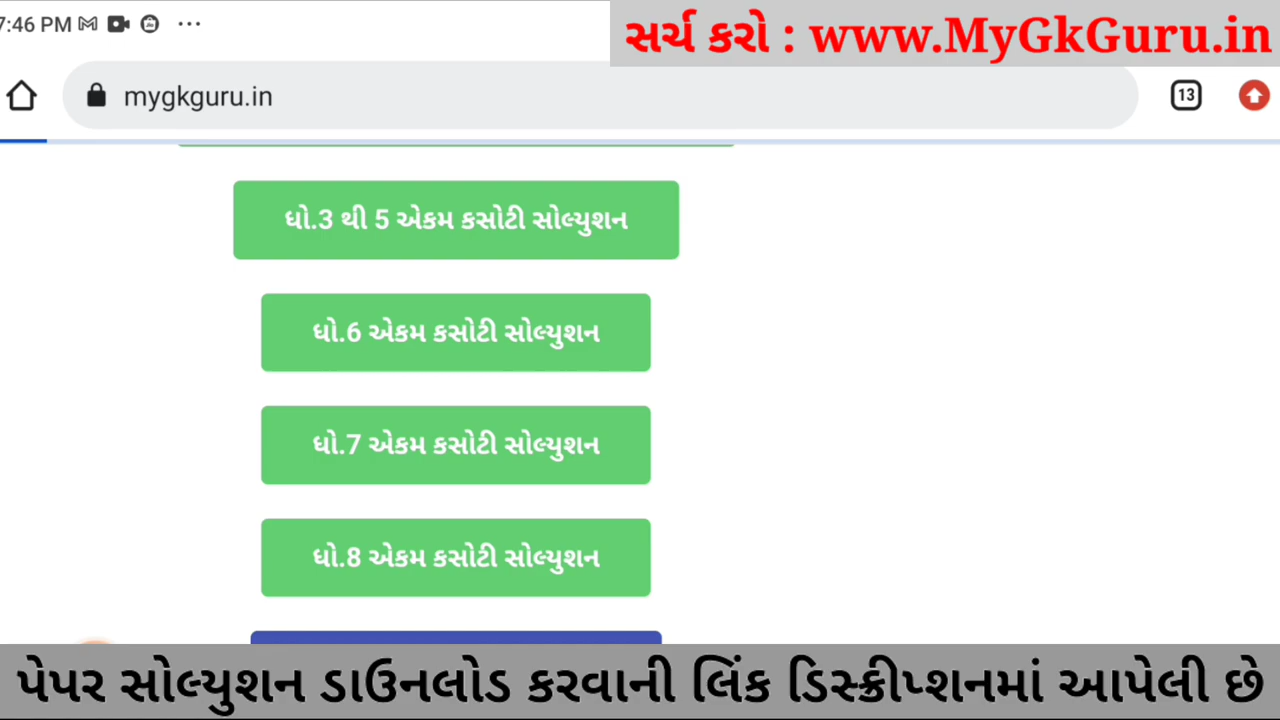 7:46 PM
સર્ચ કરો : www.MyGkGuru.in
mygkguru.in
13
ધો.3 થી 5 એકમ કસોટી સોલ્યુશન
ધો.6 એકમ કસોટી સોલ્યુશન
ધો.7 એકમ કસોટી સોલ્યુશન
ધો.8 એકમ કસોટી સોલ્યુશન
પેપર સોલ્યુશન ડાઉનલોડ કરવાની લિંક ડિસ્ક્રીપ્શનમાં આપેલી છે